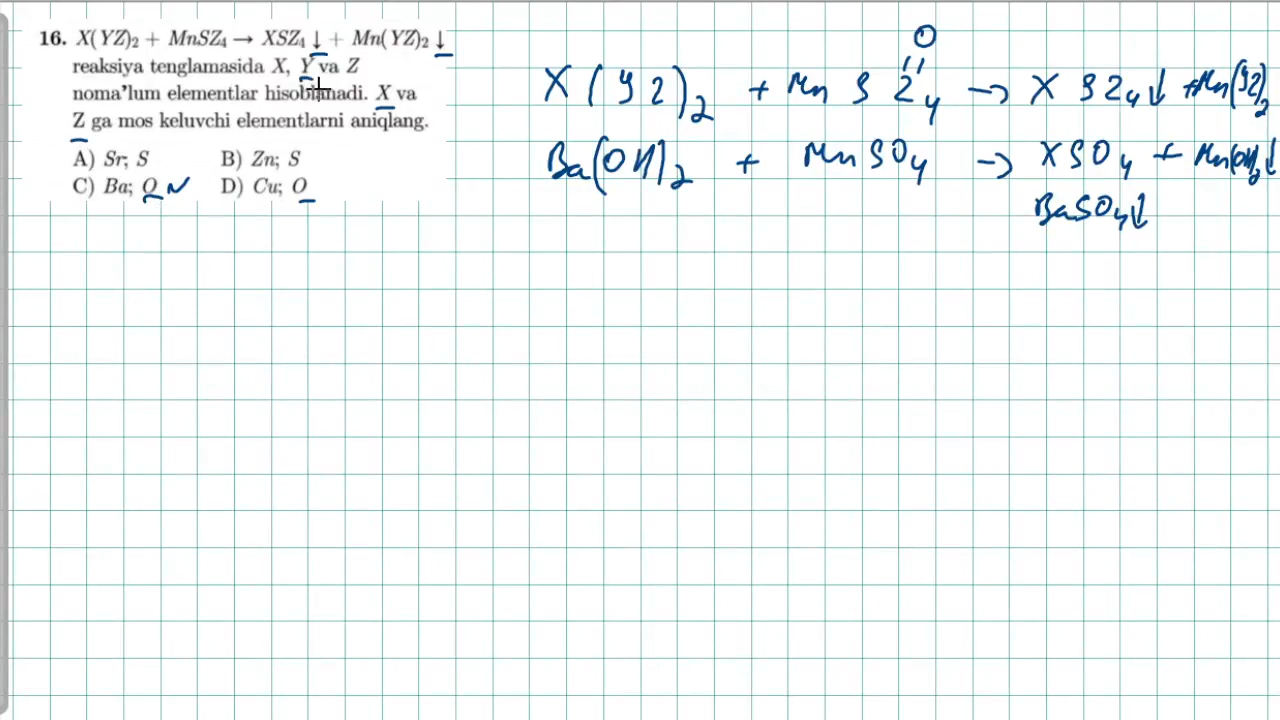 16. X(YZ)₂ + MnSZ₄ → XSZ₄ ↓ + Mn(YZ)₂ ↓
reaksiya tenglamasida X, Y va Z
noma'lum elementlar hisoblanadi. X va
Z ga mos keluvchi elementlarni aniqlang.
A) Sr; S B) Zn; S
C) Ba; O D) Cu; O
O
X(YZ)₂ + MnSZ₄ → XSZ₄↓ + Mn(YZ)₂
Ba(OH)₂ + MnSO₄ → XSO₄ + Mn(OH)₂↓
BaSO₄↓